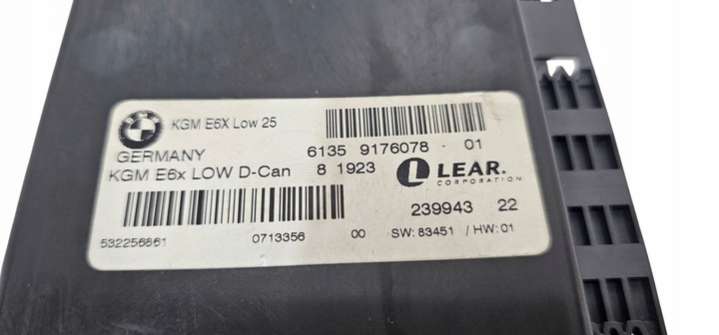 BMW
KGM E6X Low 25
6135 9176078 - 01
GERMANY
KGM E6x LOW D-Can 8 1923 L LEAR.
CORPORATION
239943 22
532256861 0713356 00 SW: 83451 / HW: 01